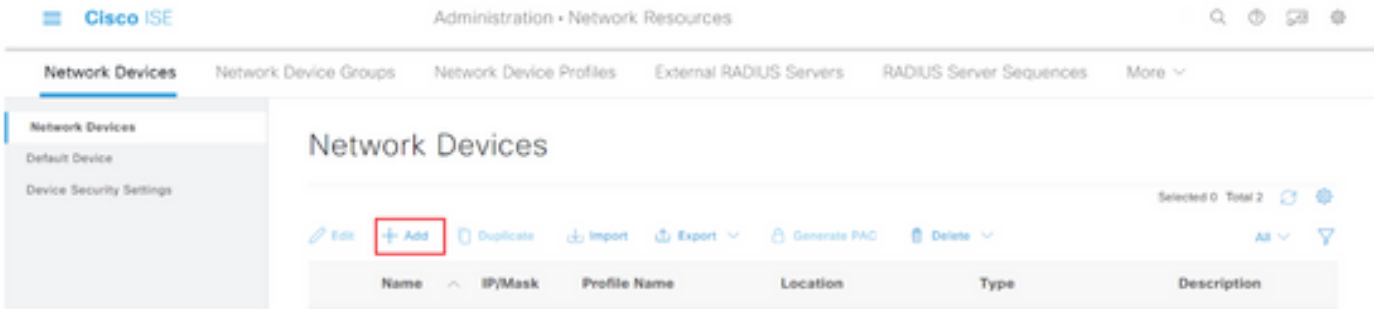 Cisco ISE
Administration • Network Resources
Network Devices
Network Device Groups
Network Device Profiles
External RADIUS Servers
RADIUS Server Sequences
More
Network Devices
Default Device
Device Security Settings
Network Devices
Selected 0 Total 2
Edit
Add
Duplicate
Import
Export
Generate PAC
Delete
All
Name
IP/Mask
Profile Name
Location
Type
Description